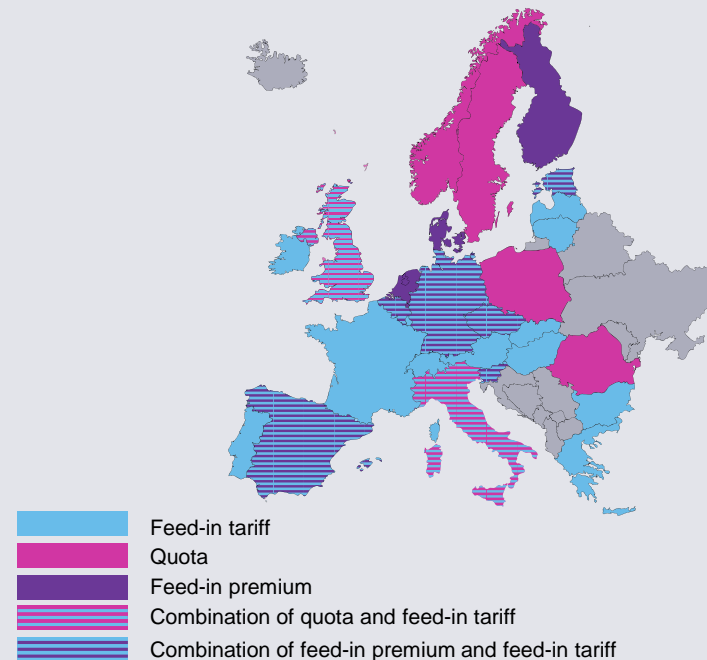 Feed-in tariff
Quota
Feed-in premium
Combination of quota and feed-in tariff
Combination of feed-in premium and feed-in tariff